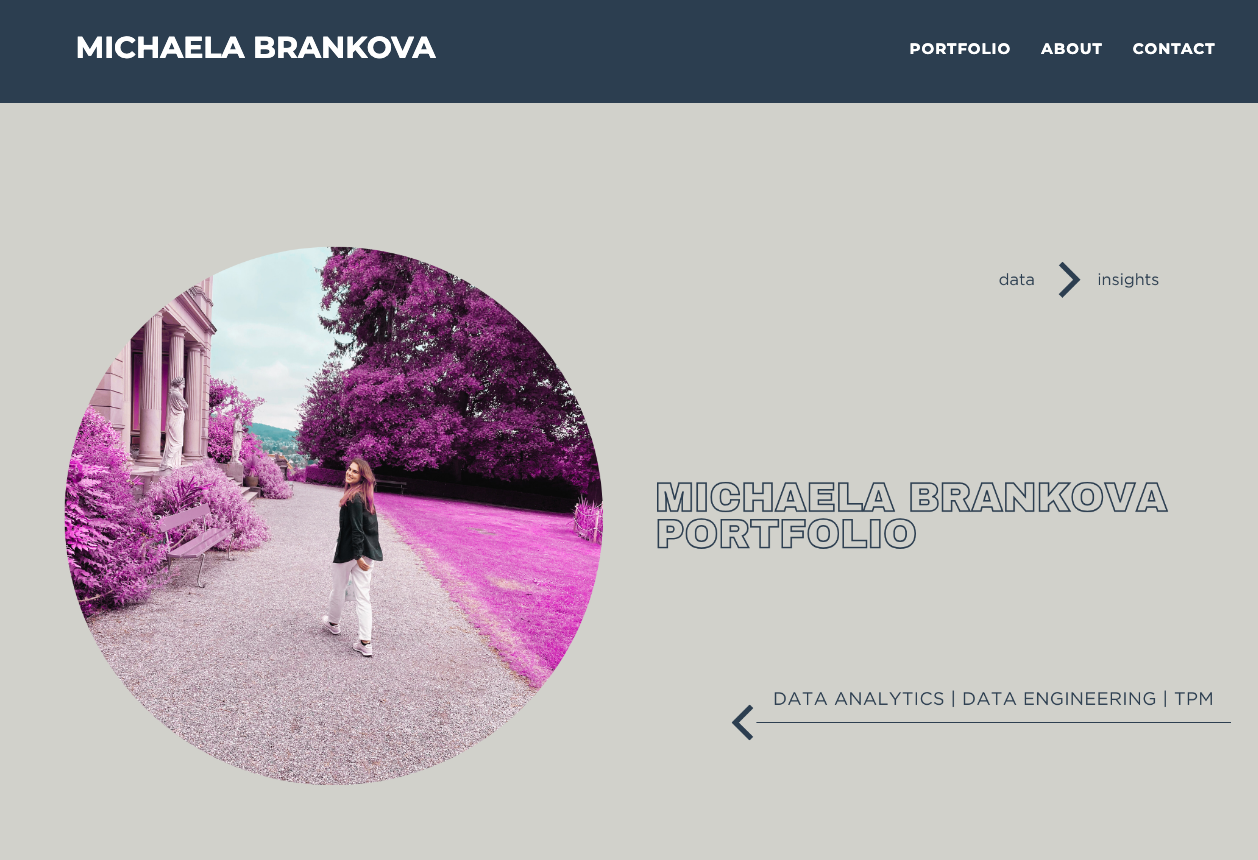 MICHAELA BRANKOVA
PORTFOLIO ABOUT CONTACT
data > insights
MICHAELA BRANKOVA
PORTFOLIO
DATA ANALYTICS | DATA ENGINEERING | TPM